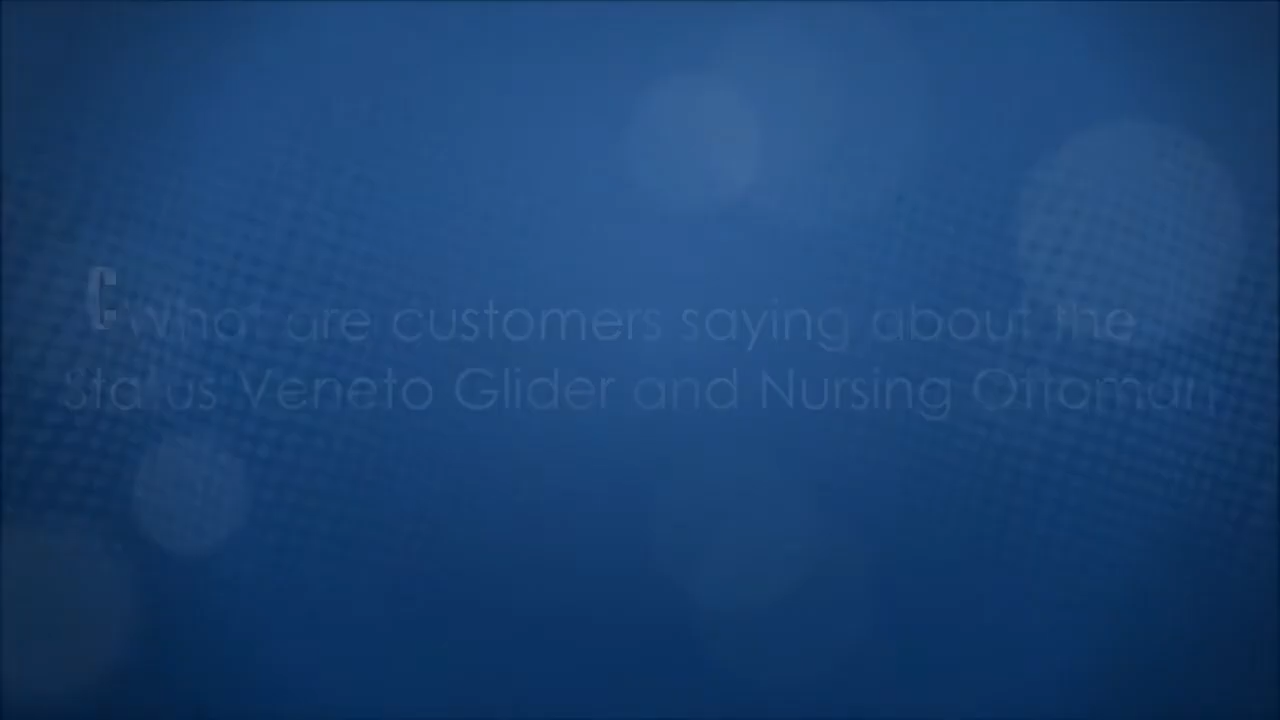 What are customers saying about the
Status Veneto Glider and Nursing Ottoman